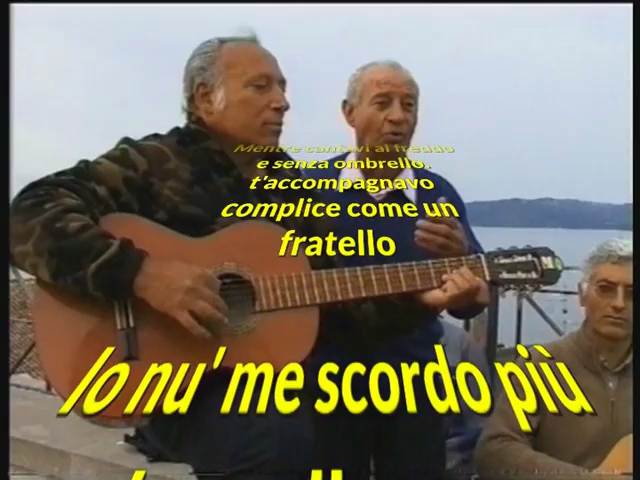 Mentre cantavi al freddo
e senza ombrello.
t'accompagnavo
complice come un
fratello
Io nu' me scordo più